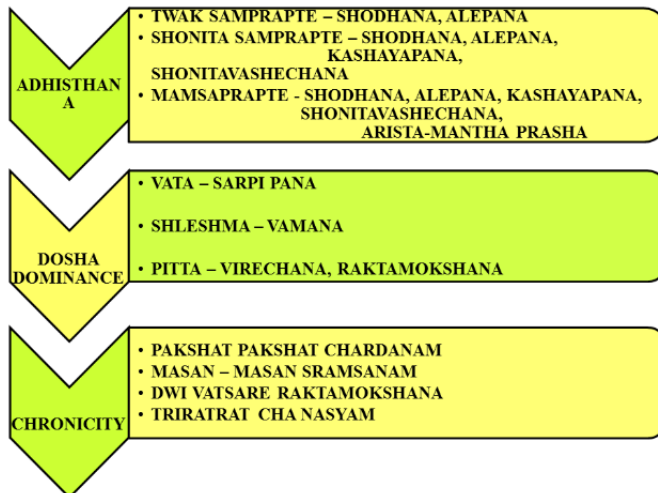 ADHISTHAN
A
• TWAK SAMPRAPTE – SHODHANA, ALEPANA
• SHONITA SAMPRAPTE – SHODHANA, ALEPANA,
KASHAYAPANA,
SHONITAVASHECHANA
• MAMSAPRAPTE - SHODHANA, ALEPANA, KASHAYAPANA,
SHONITAVASHECHANA,
ARISTA-MANTHA PRASHA
DOSHA
DOMINANCE
• VATA – SARPI PANA
• SHLESHMA – VAMANA
• PITTA – VIRECHANA, RAKTAMOKSHANA
CHRONICITY
• PAKSHAT PAKSHAT CHARDANAM
• MASAN – MASAN SRAMSANAM
• DWI VATSARE RAKTAMOKSHANA
• TRIRATRAT CHA NASYAM